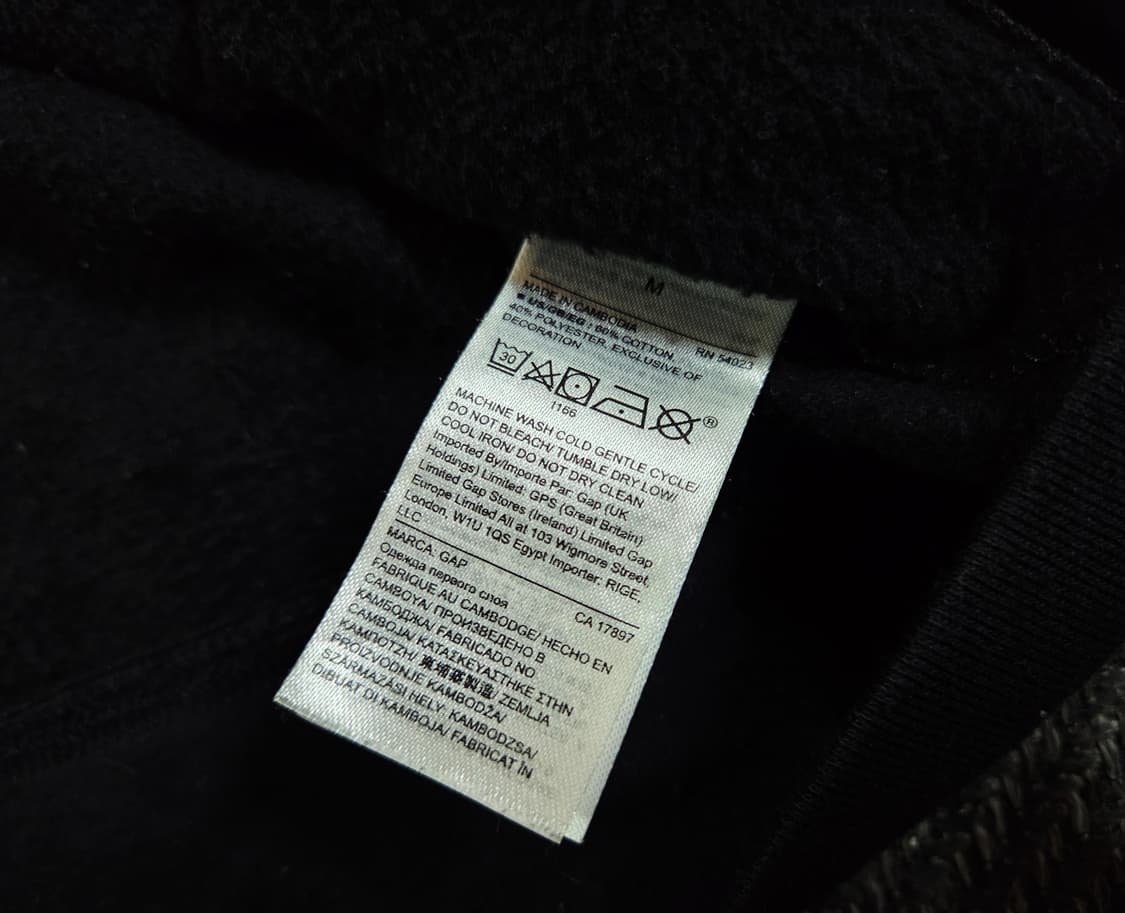 M
MADE IN CAMBODIA RN 54023
• US/GB/EG : 60% COTTON,
40% POLYESTER, EXCLUSIVE OF
DECORATION
30
®
1166
MACHINE WASH COLD GENTLE CYCLE/
DO NOT BLEACH/ TUMBLE DRY LOW/
COOL IRON/ DO NOT DRY CLEAN
Imported By/Importe Par: Gap (UK
Holdings) Limited: GPS (Great Britain)
Limited Gap Stores (Ireland) Limited Gap
Europe Limited All at 103 Wigmore Street,
London, W1U 1QS Egypt Importer: RIGE,
LLC
MARCA. GAP CA 17897
Одежда первого слоя
FABRIQUE AU CAMBODGE/ HECHO EN
CAMBOYA/ ПРОИЗВЕДЕНО В
КАМБОДЖА/ FABRICADO NO
CAMBOJA/ ΚΑΤΑΣΚΕΥΑΣΤΗΚΕ ΣΤΗΝ
ΚΑΜΠΟΤΖΗ/ 柬埔寨製造/ ZEMLJA
PROIZVODNJE KAMBODŽA/
SZÁRMAZÁSI HELY: KAMBODZSA/
DIBUAT DI KAMBOJA/ FABRICAT ÎN